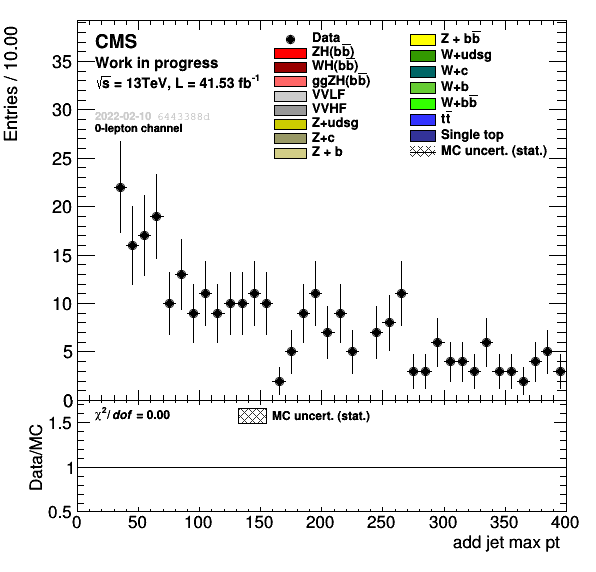 Entries / 10.00
CMS
Work in progress
√s = 13TeV, L = 41.53 fb⁻¹
2022-02-10 6443388d
0-lepton channel
Data
ZH(bb̅)
WH(bb̅)
ggZH(bb̅)
VVLF
VVHF
Z+udsg
Z+c
Z + b
Z + bb̅
W+udsg
W+c
W+b
W+bb̅
tt̅
Single top
MC uncert. (stat.)
35
30
25
20
15
10
5
0
χ²/dof = 0.00
MC uncert. (stat.)
Data/MC
1.5
1
0.5
0 50 100 150 200 250 300 350 400
add jet max pt